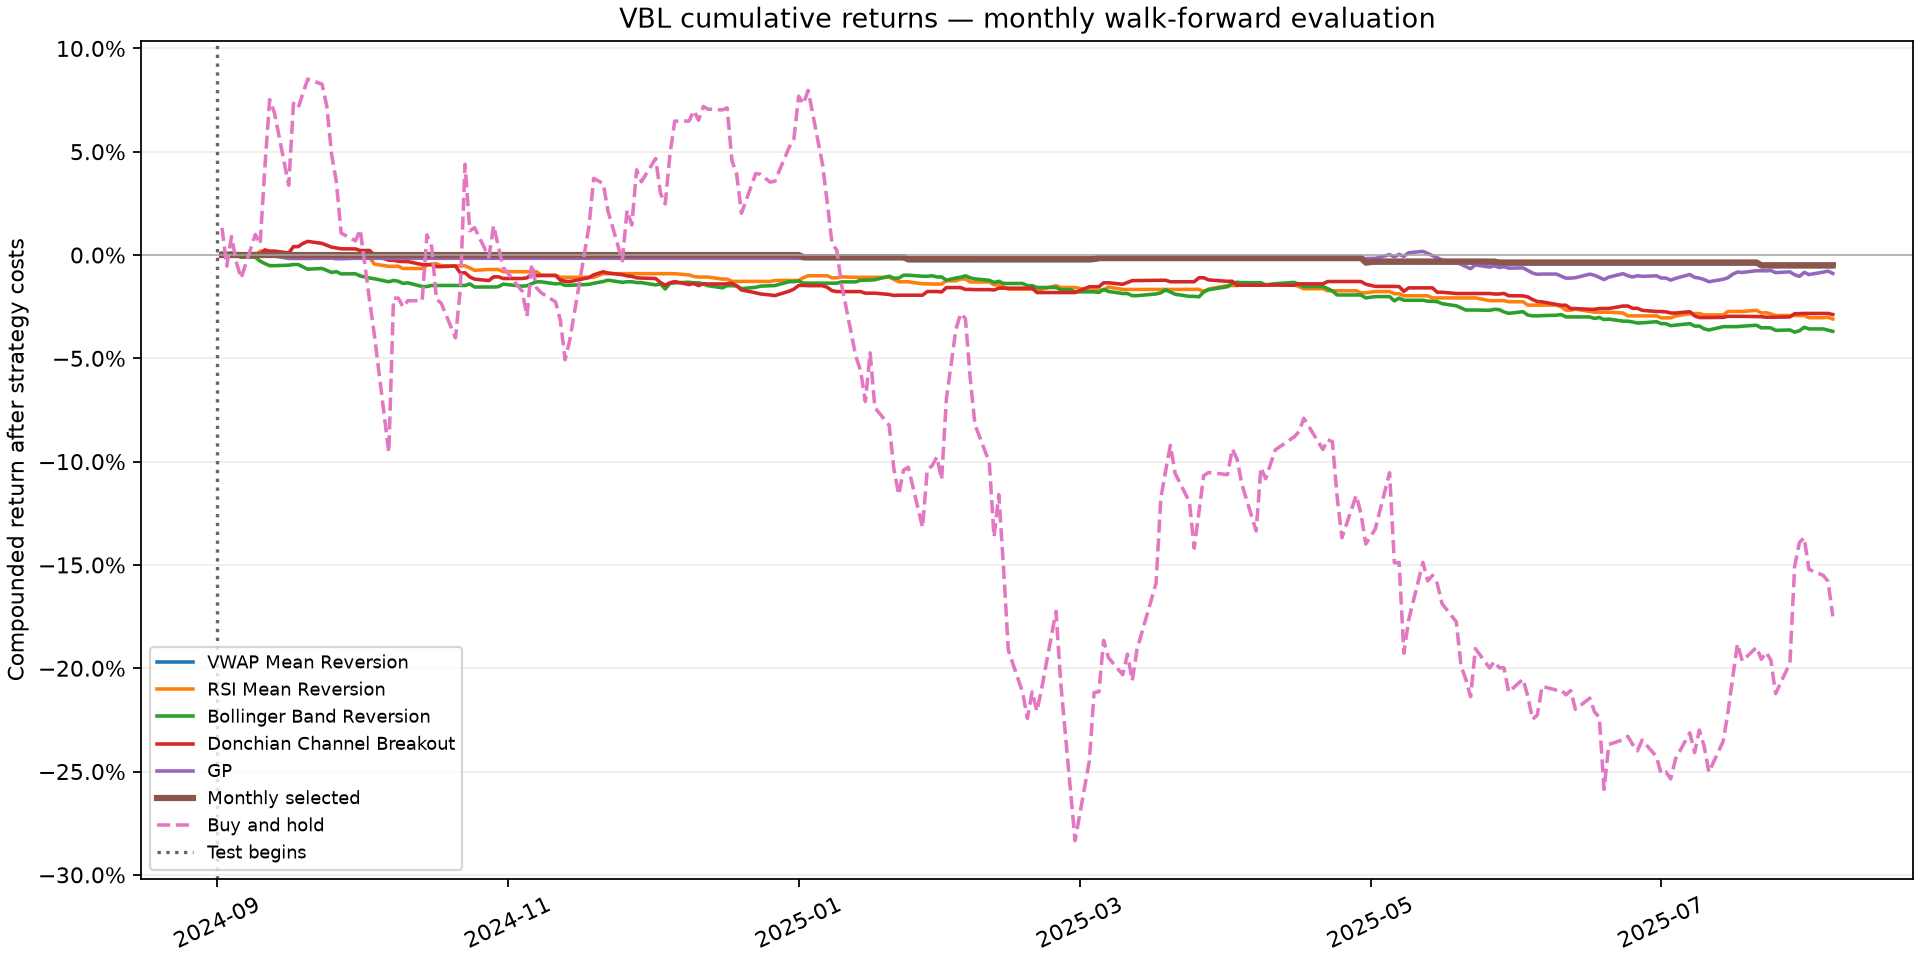 VBL cumulative returns — monthly walk-forward evaluation
Compounded return after strategy costs
10.0%
5.0%
0.0%
−5.0%
−10.0%
−15.0%
−20.0%
−25.0%
−30.0%
VWAP Mean Reversion
RSI Mean Reversion
Bollinger Band Reversion
Donchian Channel Breakout
GP
Monthly selected
Buy and hold
Test begins
2024-09
2024-11
2025-01
2025-03
2025-05
2025-07